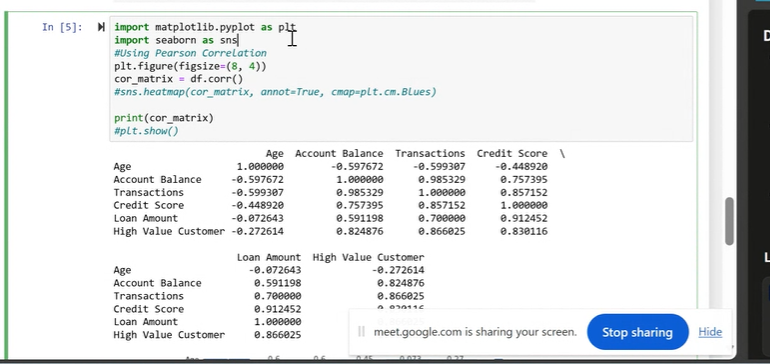 In [5]:
import matplotlib.pyplot as plt
import seaborn as sns
#Using Pearson Correlation
plt.figure(figsize=(8, 4))
cor_matrix = df.corr()
#sns.heatmap(cor_matrix, annot=True, cmap=plt.cm.Blues)
print(cor_matrix)
#plt.show()
Age Account Balance Transactions Credit Score \
Age 1.000000 -0.597672 -0.599307 -0.448920
Account Balance -0.597672 1.000000 0.985329 0.757395
Transactions -0.599307 0.985329 1.000000 0.857152
Credit Score -0.448920 0.757395 0.857152 1.000000
Loan Amount -0.072643 0.591198 0.700000 0.912452
High Value Customer -0.272614 0.824876 0.866025 0.830116
Loan Amount High Value Customer
Age -0.072643 -0.272614
Account Balance 0.591198 0.824876
Transactions 0.700000 0.866025
Credit Score 0.912452
Loan Amount 1.000000
High Value Customer 0.866025
meet.google.com is sharing your screen.
Stop sharing
Hide